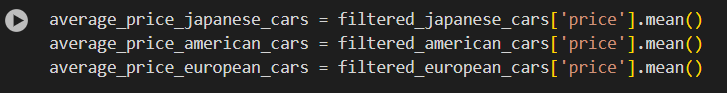 average_price_japanese_cars = filtered_japanese_cars['price'].mean()
average_price_american_cars = filtered_american_cars['price'].mean()
average_price_european_cars = filtered_european_cars['price'].mean()